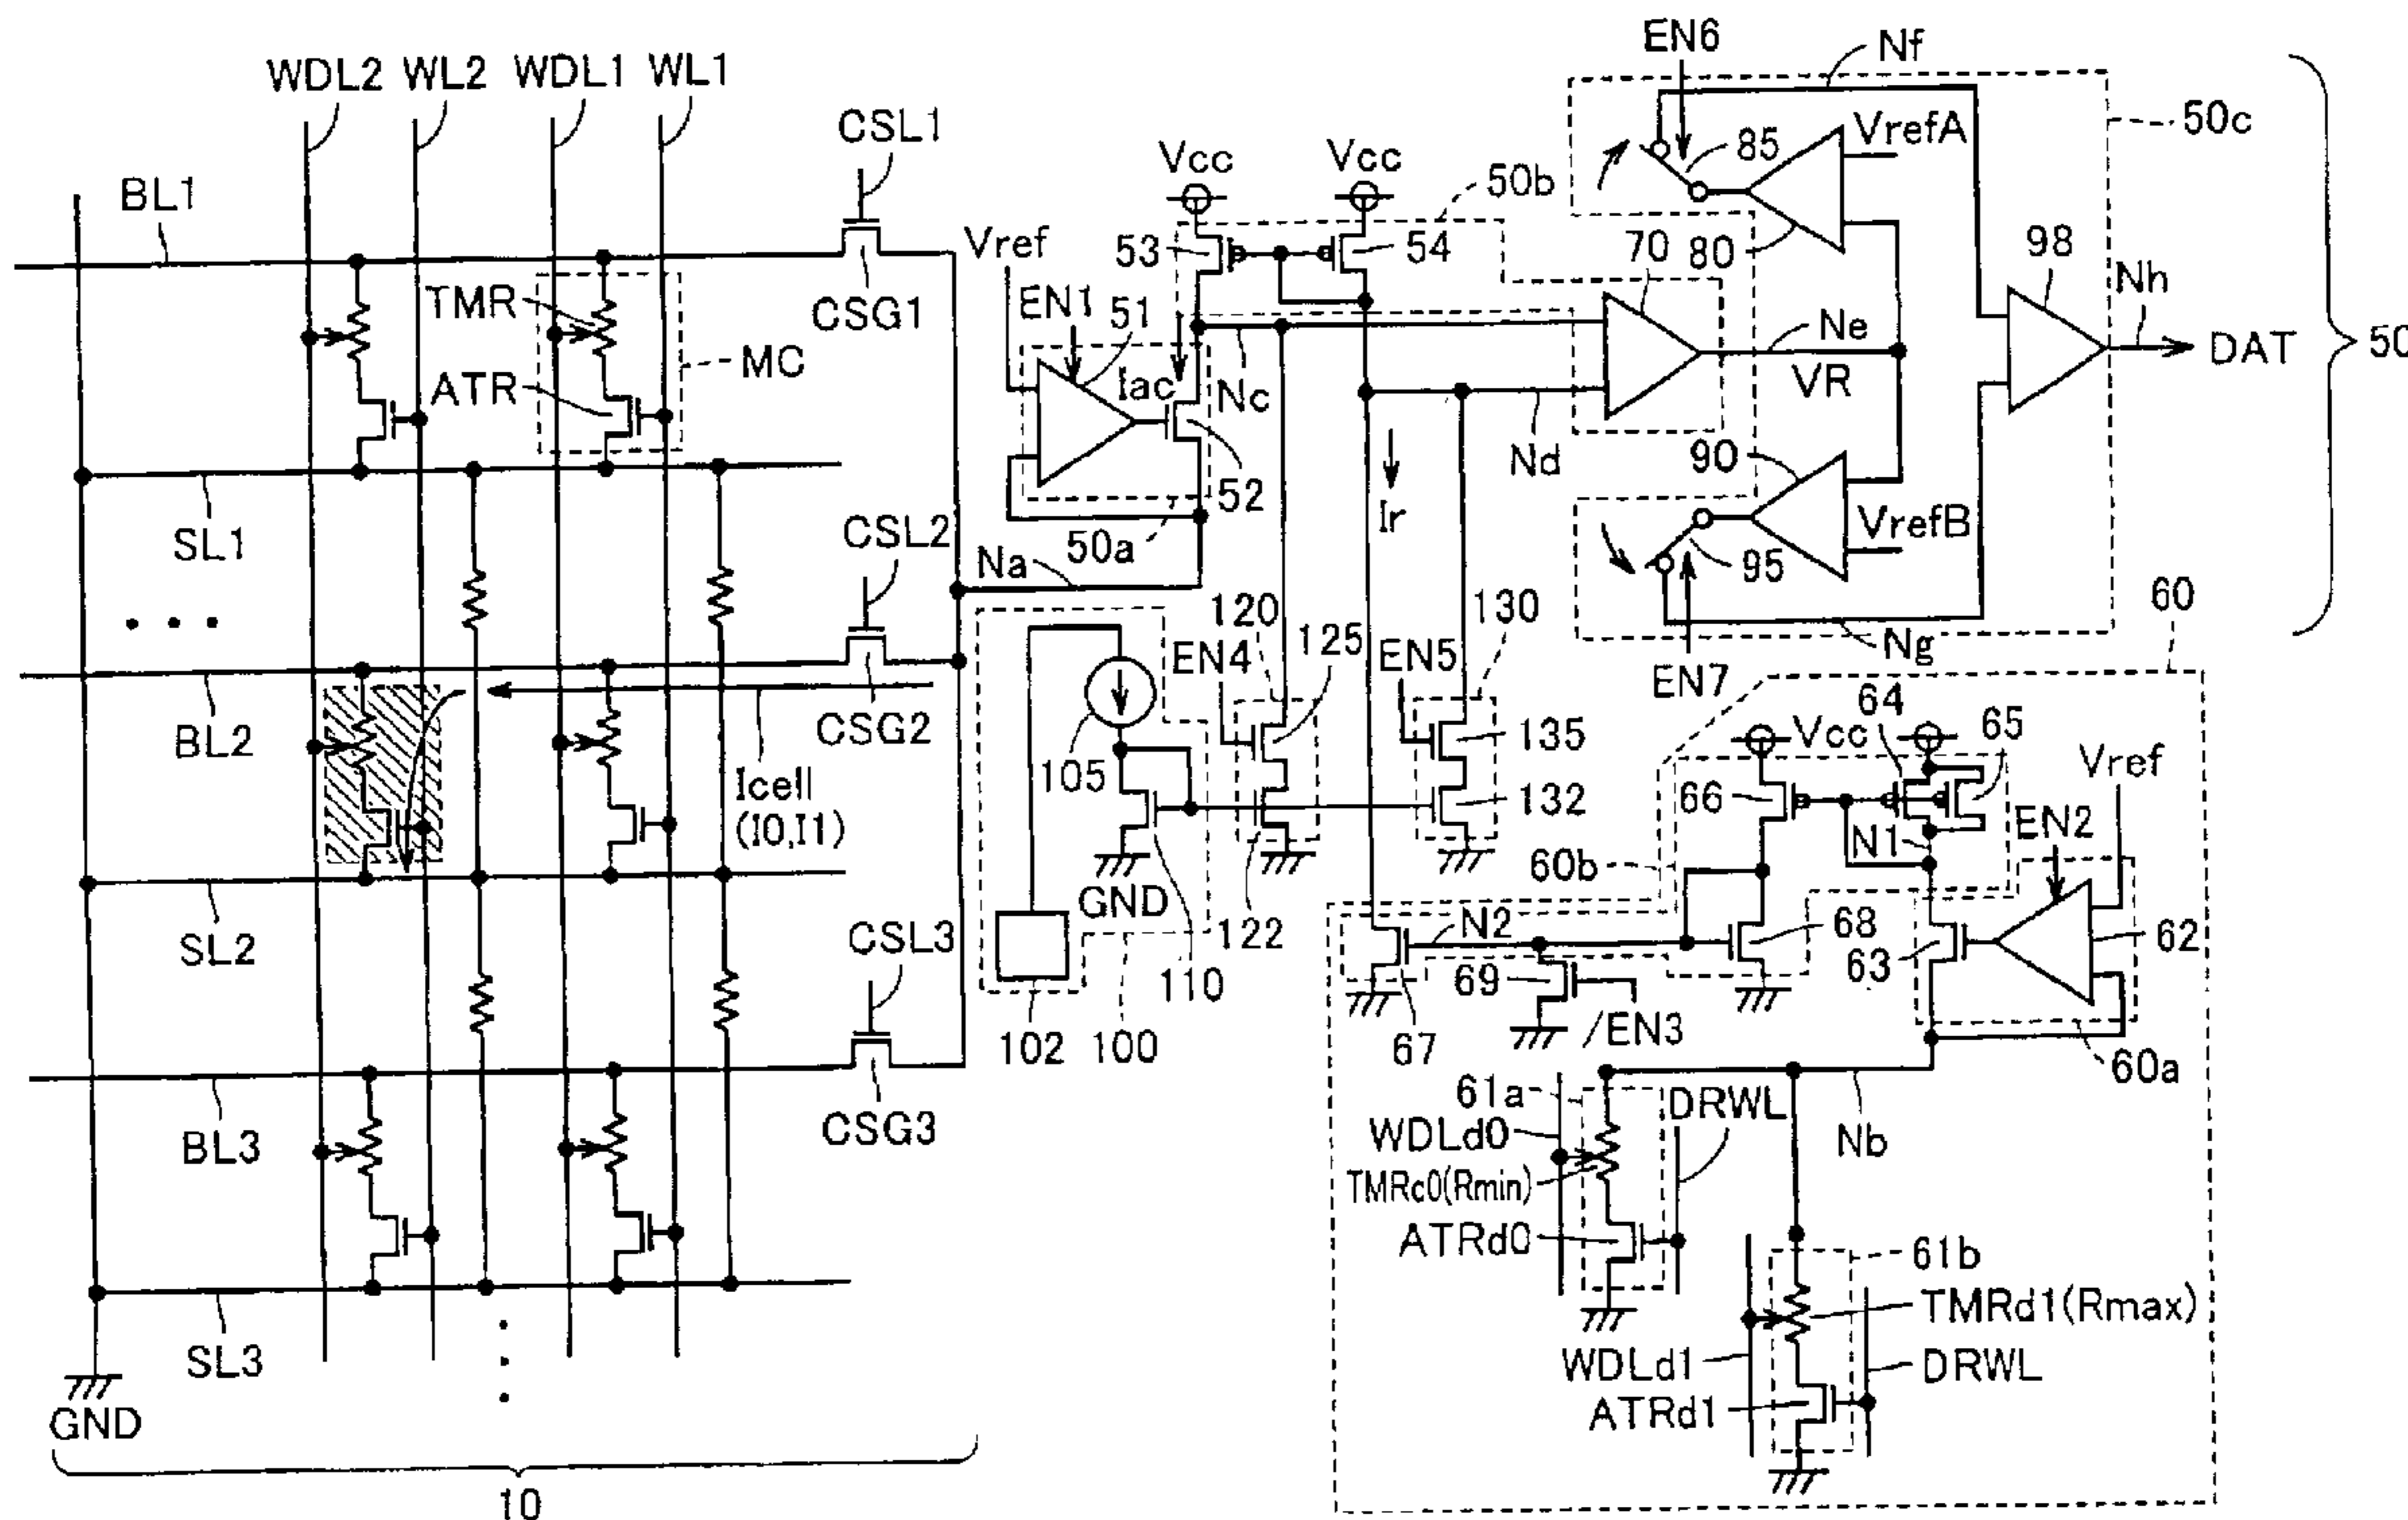 WDL2 WL2 WDL1 WL1
EN6
Nf
CSL1
VrefA
85
50c
BL1
Vcc
Vcc
50b
Vref
53
54
70
80
98
Nh
TMR
CSG1
EN1
51
Ne
DAT
50
MC
Iac
Nc
VR
ATR
52
Nd
90
SL1
CSL2
50a
Ir
VrefB
95
Na
120
125
130
60
EN4
EN5
Ng
EN7
64
BL2
CSG2
105
135
Vcc
65
Vref
Icell
(I0,I1)
132
66
N1
EN2
60b
GND
122
SL2
CSL3
N2
68
63
62
110
69
102
100
67
/EN3
60a
61a
DRWL
BL3
CSG3
WDLd0
Nb
TMRc0(Rmin)
ATRd0
61b
TMRd1(Rmax)
SL3
WDLd1
DRWL
GND
ATRd1
10